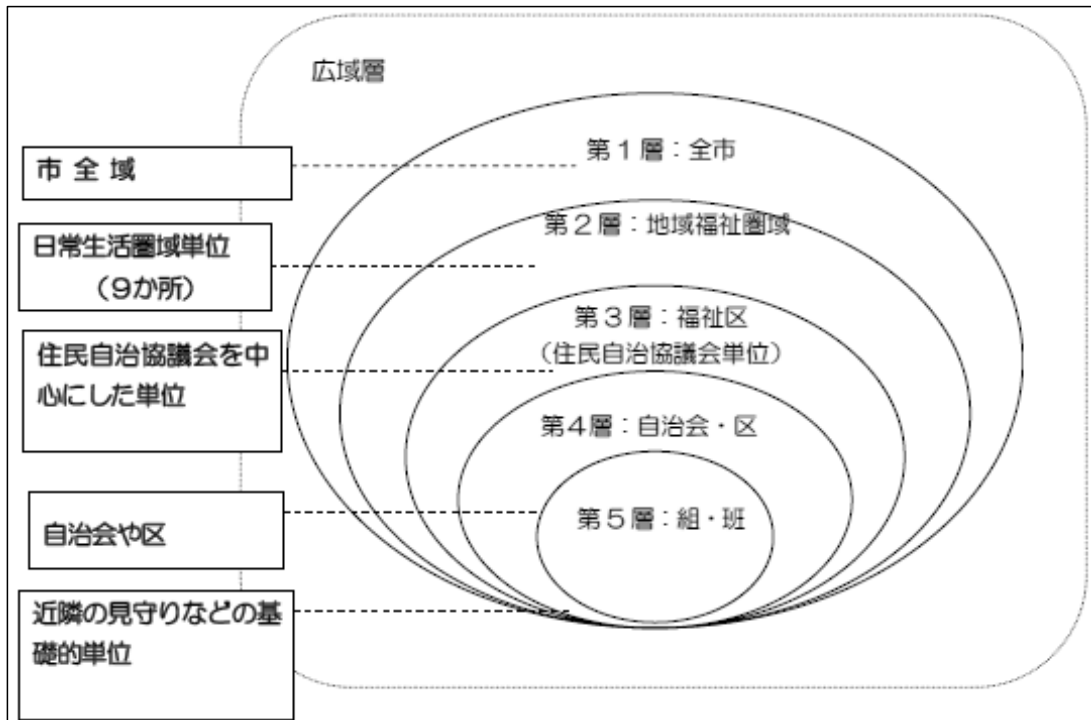 広域層
第１層：全市
市 全 域
第２層：地域福祉圏域
日常生活圏域単位
（９か所）
第３層：福祉区
（住民自治協議会単位）
住民自治協議会を中
心にした単位
第４層：自治会・区
第５層：組・班
自治会や区
近隣の見守りなどの基
礎的単位